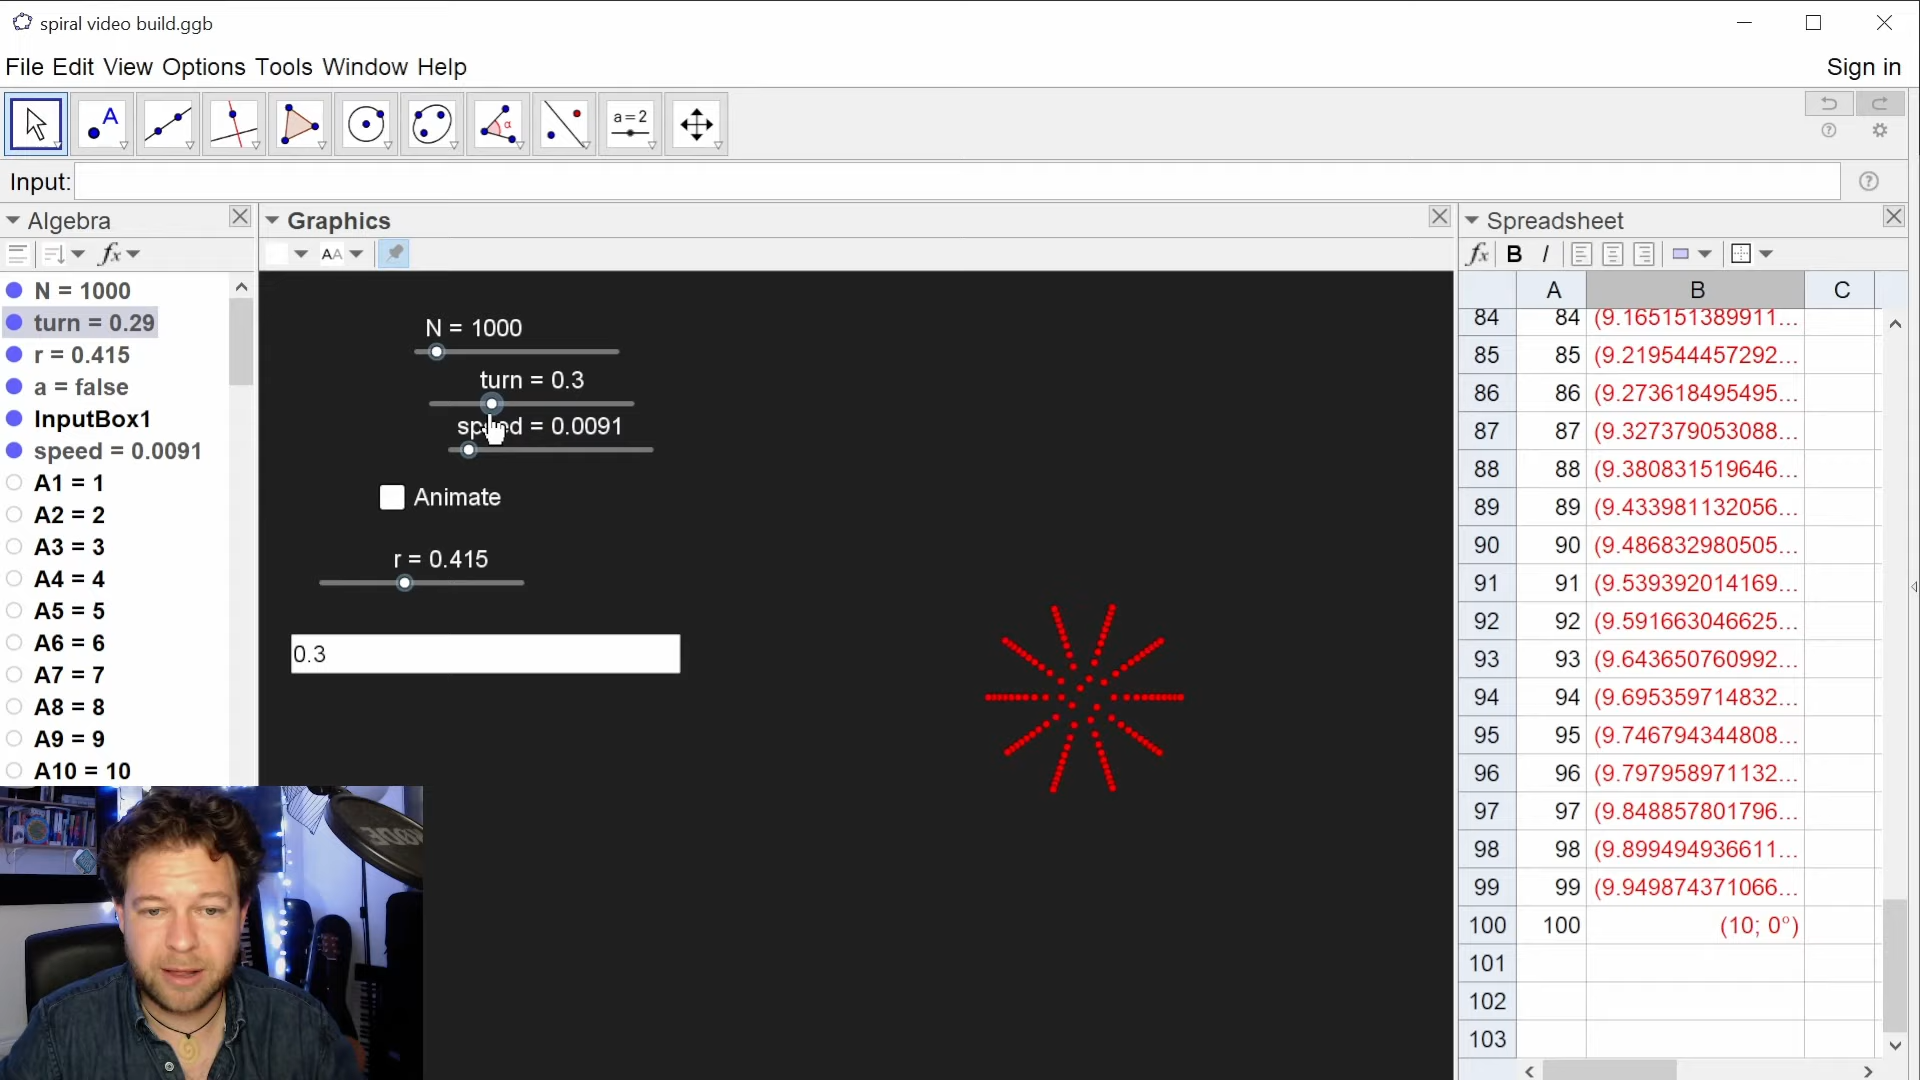 spiral video build.ggb
File Edit View Options Tools Window Help
Sign in
A
α
a = 2
Input:
Algebra
Graphics
Spreadsheet
fx
AA
fx B I
N = 1000
turn = 0.29
r = 0.415
a = false
InputBox1
speed = 0.0091
A1 = 1
A2 = 2
A3 = 3
A4 = 4
A5 = 5
A6 = 6
A7 = 7
A8 = 8
A9 = 9
A10 = 10
N = 1000
turn = 0.3
speed = 0.0091
Animate
r = 0.415
0.3
A B C
84 84 (9.165151389911...
85 85 (9.219544457292...
86 86 (9.273618495495...
87 87 (9.327379053088...
88 88 (9.380831519646...
89 89 (9.433981132056...
90 90 (9.486832980505...
91 91 (9.539392014169...
92 92 (9.591663046625...
93 93 (9.643650760992...
94 94 (9.695359714832...
95 95 (9.746794344808...
96 96 (9.797958971132...
97 97 (9.848857801796...
98 98 (9.899494936611...
99 99 (9.949874371066...
100 100 (10; 0°)
101
102
103